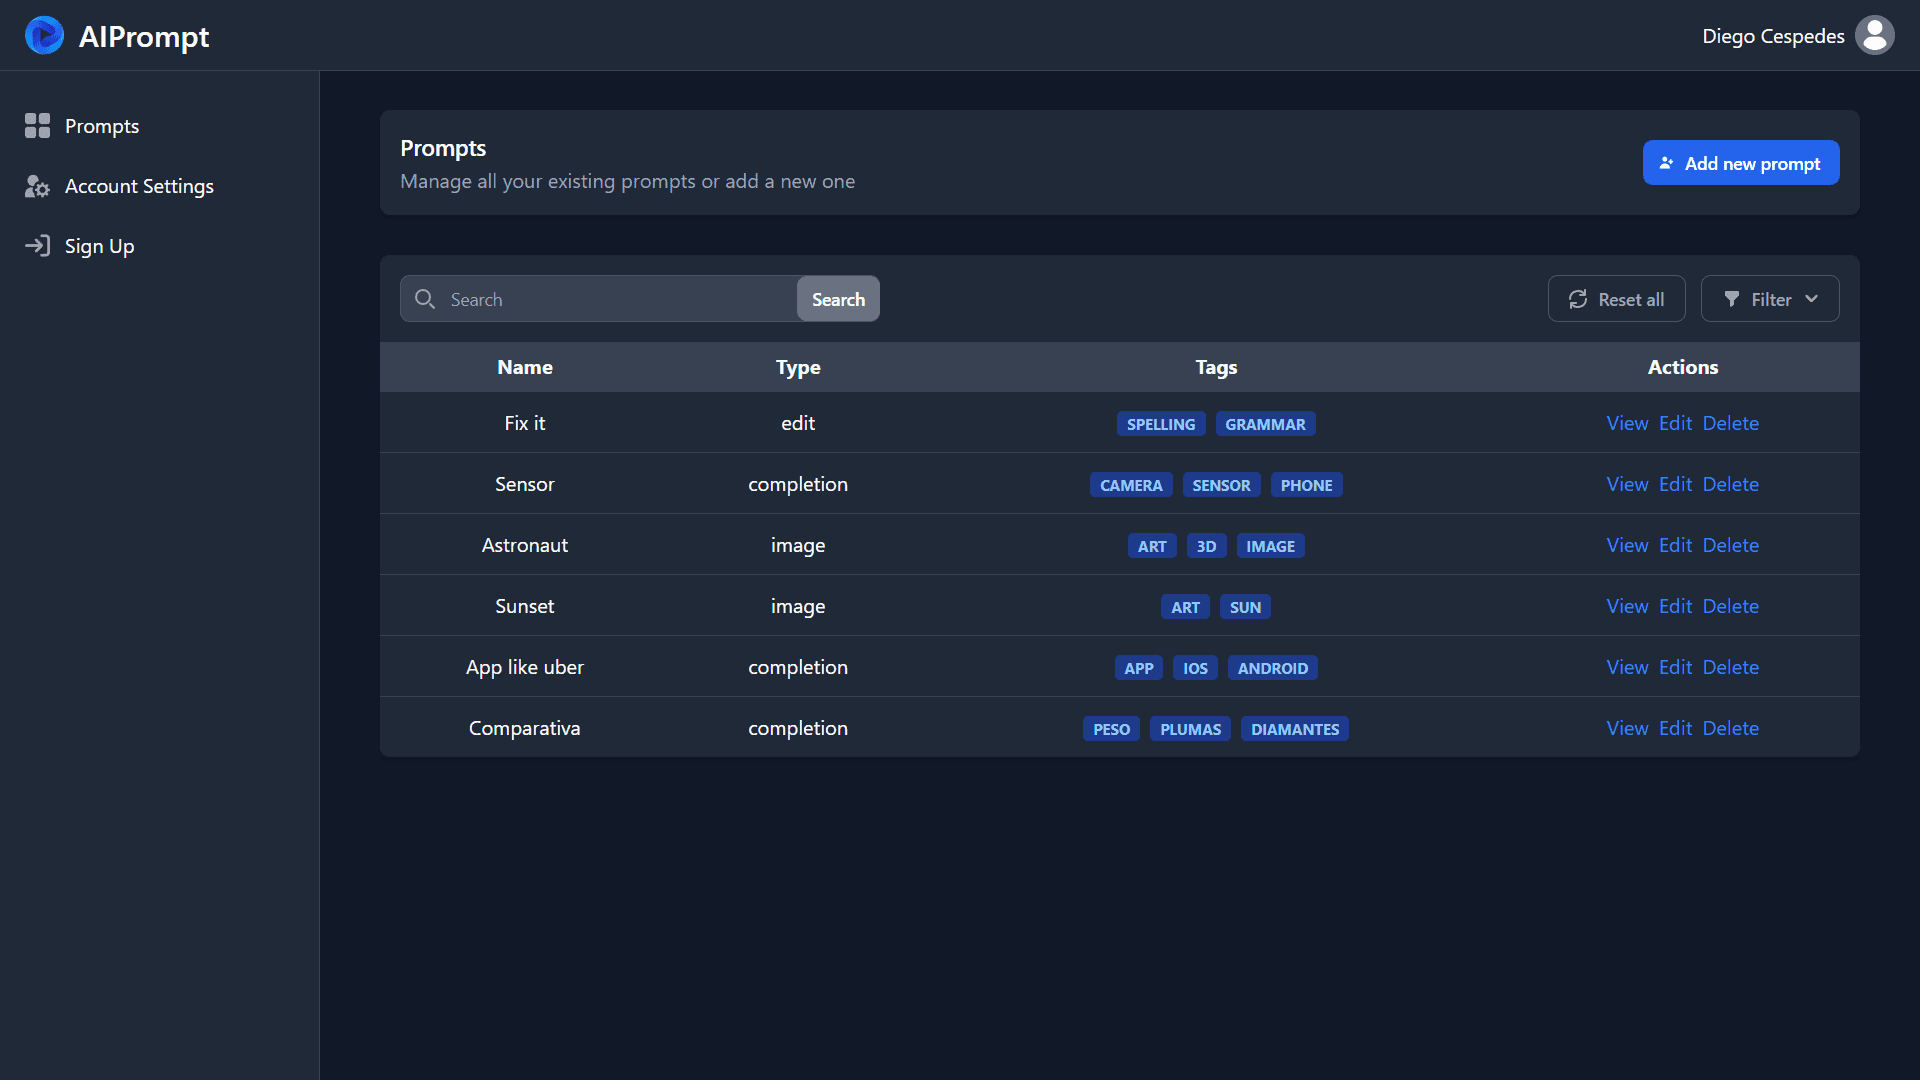 AIPrompt
Diego Cespedes
Prompts
Account Settings
Sign Up
Prompts
Manage all your existing prompts or add a new one
Add new prompt
Search Search
Reset all
Filter
Name Type Tags Actions
Fix it edit SPELLING GRAMMAR View Edit Delete
Sensor completion CAMERA SENSOR PHONE View Edit Delete
Astronaut image ART 3D IMAGE View Edit Delete
Sunset image ART SUN View Edit Delete
App like uber completion APP IOS ANDROID View Edit Delete
Comparativa completion PESO PLUMAS DIAMANTES View Edit Delete